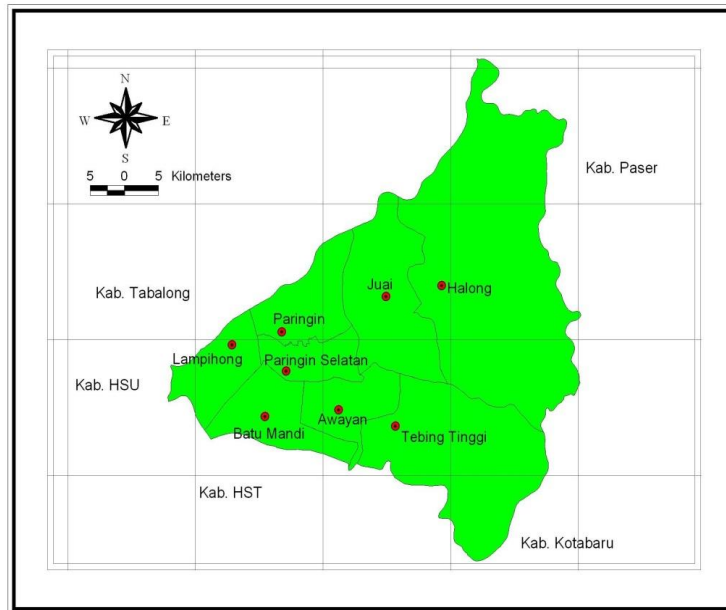 N
W E
S
5 0 5 Kilometers
Kab. Paser
Kab. Tabalong
Juai
Halong
Paringin
Lampihong
Paringin Selatan
Kab. HSU
Awayan
Batu Mandi
Tebing Tinggi
Kab. HST
Kab. Kotabaru